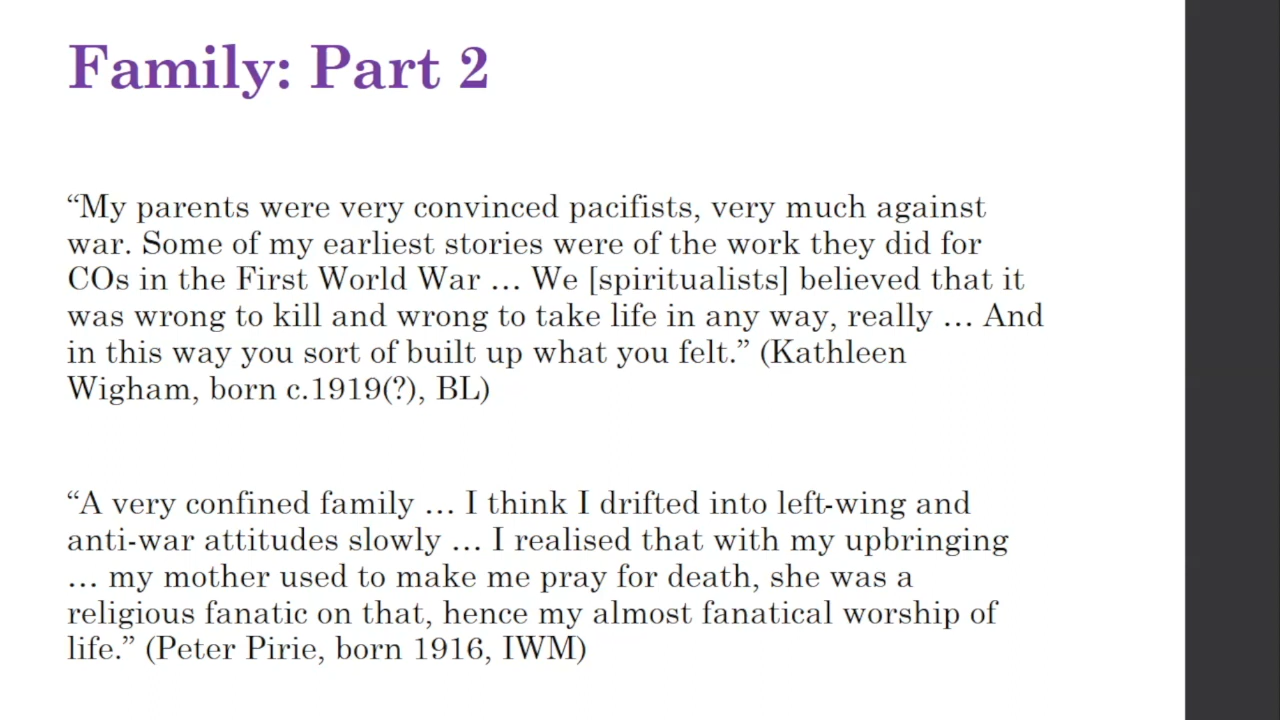 Family: Part 2
“My parents were very convinced pacifists, very much against
war. Some of my earliest stories were of the work they did for
COs in the First World War … We [spiritualists] believed that it
was wrong to kill and wrong to take life in any way, really … And
in this way you sort of built up what you felt.” (Kathleen
Wigham, born c.1919(?), BL)
“A very confined family … I think I drifted into left-wing and
anti-war attitudes slowly … I realised that with my upbringing
… my mother used to make me pray for death, she was a
religious fanatic on that, hence my almost fanatical worship of
life.” (Peter Pirie, born 1916, IWM)